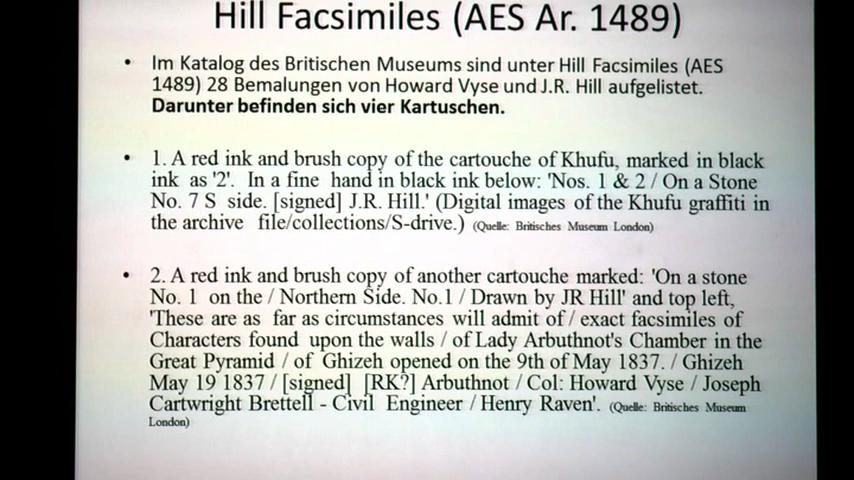 Hill Facsimiles (AES Ar. 1489)
• Im Katalog des Britischen Museums sind unter Hill Facsimiles (AES
1489) 28 Bemalungen von Howard Vyse und J.R. Hill aufgelistet.
Darunter befinden sich vier Kartuschen.
• 1. A red ink and brush copy of the cartouche of Khufu, marked in black
ink as '2'. In a fine hand in black ink below: 'Nos. 1 & 2 / On a Stone
No. 7 S side. [signed] J.R. Hill.' (Digital images of the Khufu graffiti in
the archive file/collections/S-drive.) (Quelle: Britisches Museum London)
• 2. A red ink and brush copy of another cartouche marked: 'On a stone
No. 1 on the / Northern Side. No.1 / Drawn by JR Hill' and top left,
'These are as far as circumstances will admit of / exact facsimiles of
Characters found upon the walls / of Lady Arbuthnot's Chamber in the
Great Pyramid / of Ghizeh opened on the 9th of May 1837. / Ghizeh
May 19 1837 / [signed] [RK?] Arbuthnot / Col: Howard Vyse / Joseph
Cartwright Brettell - Civil Engineer / Henry Raven'. (Quelle: Britisches Museum
London)